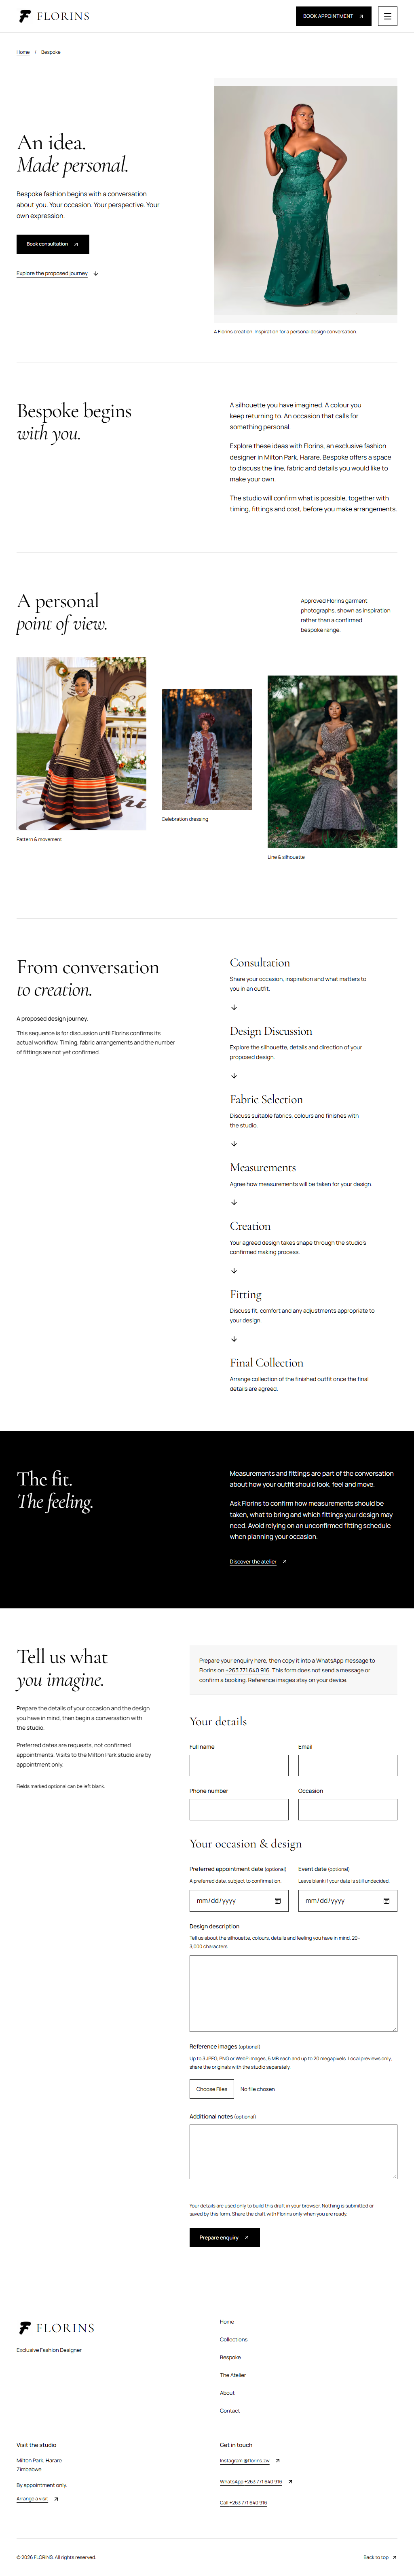 FLORINS
BOOK APPOINTMENT
Home / Bespoke
An idea.
Made personal.
Bespoke fashion begins with a conversation
about you. Your occasion. Your perspective. Your
own expression.
Book consultation
Explore the proposed journey
A Florins creation. Inspiration for a personal design conversation.
Bespoke begins
with you.
A silhouette you have imagined. A colour you
keep returning to. An occasion that calls for
something personal.
Explore these ideas with Florins, an exclusive fashion
designer in Milton Park, Harare. Bespoke offers a space
to discuss the line, fabric and details you would like to
make your own.
The studio will confirm what is possible, together with
timing, fittings and cost, before you make arrangements.
A personal
point of view.
Approved Florins garment
photographs, shown as inspiration
rather than a confirmed
bespoke range.
Pattern & movement
Celebration dressing
Line & silhouette
From conversation
to creation.
A proposed design journey.
This sequence is for discussion until Florins confirms its
actual workflow. Timing, fabric arrangements and the number
of fittings are not yet confirmed.
Consultation
Share your occasion, inspiration and what matters to
you in an outfit.
Design Discussion
Explore the silhouette, details and direction of your
proposed design.
Fabric Selection
Discuss suitable fabrics, colours and finishes with
the studio.
Measurements
Agree how measurements will be taken for your design.
Creation
Your agreed design takes shape through the studio's
confirmed making process.
Fitting
Discuss fit, comfort and any adjustments appropriate to
your design.
Final Collection
Arrange collection of the finished outfit once the final
details are agreed.
The fit.
The feeling.
Measurements and fittings are part of the conversation
about how your outfit should look, feel and move.
Ask Florins to confirm how measurements should be
taken, what to bring and which fittings your design may
need. Avoid relying on an unconfirmed fitting schedule
when planning your occasion.
Discover the atelier
Tell us what
you imagine.
Prepare the details of your occasion and the design
you have in mind, then begin a conversation with
the studio.
Preferred dates are requests, not confirmed
appointments. Visits to the Milton Park studio are by
appointment only.
Fields marked optional can be left blank.
Prepare your enquiry here, then copy it into a WhatsApp message to
Florins on +263 771 640 916. This form does not send a message or
confirm a booking. Reference images stay on your device.
Your details
Full name
Email
Phone number
Occasion
Your occasion & design
Preferred appointment date (optional)
A preferred date, subject to confirmation.
mm/dd/yyyy
Event date (optional)
Leave blank if your date is still undecided.
mm/dd/yyyy
Design description
Tell us about the silhouette, colours, details and feeling you have in mind. 20–
3,000 characters.
Reference images (optional)
Up to 3 JPEG, PNG or WebP images, 5 MB each and up to 20 megapixels. Local previews only;
share the originals with the studio separately.
Choose Files No file chosen
Additional notes (optional)
Your details are used only to build this draft in your browser. Nothing is submitted or
saved by this form. Share the draft with Florins only when you are ready.
Prepare enquiry
FLORINS
Exclusive Fashion Designer
Home
Collections
Bespoke
The Atelier
About
Contact
Visit the studio
Milton Park, Harare
Zimbabwe
By appointment only.
Arrange a visit
Get in touch
Instagram @florins.zw
WhatsApp +263 771 640 916
Call +263 771 640 916
© 2026 FLORINS. All rights reserved.
Back to top